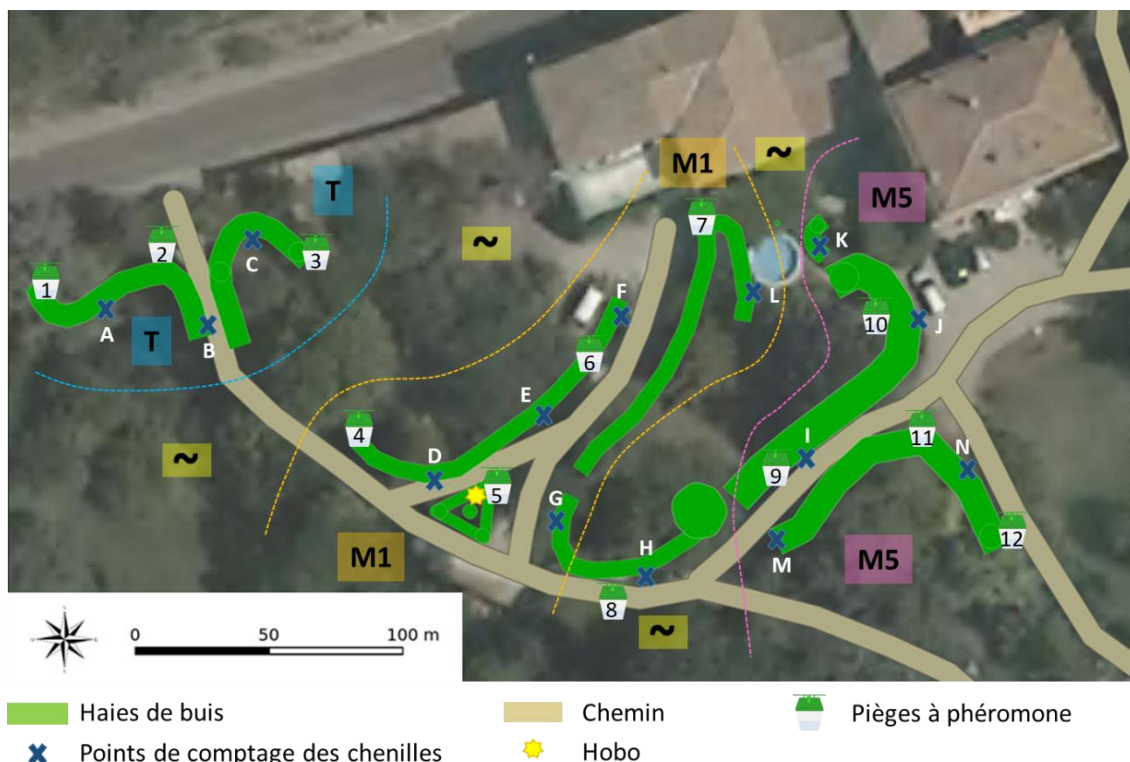 M1
~
T
M5
~
7
K
2
C
3
1
L
10
F
J
A
B
T
6
E
4
11
D
I
N
~
5
9
G
12
H
M
M1
M5
8
~
0 50 100 m
Haies de buis
Chemin
Pièges à phéromone
Points de comptage des chenilles
Hobo